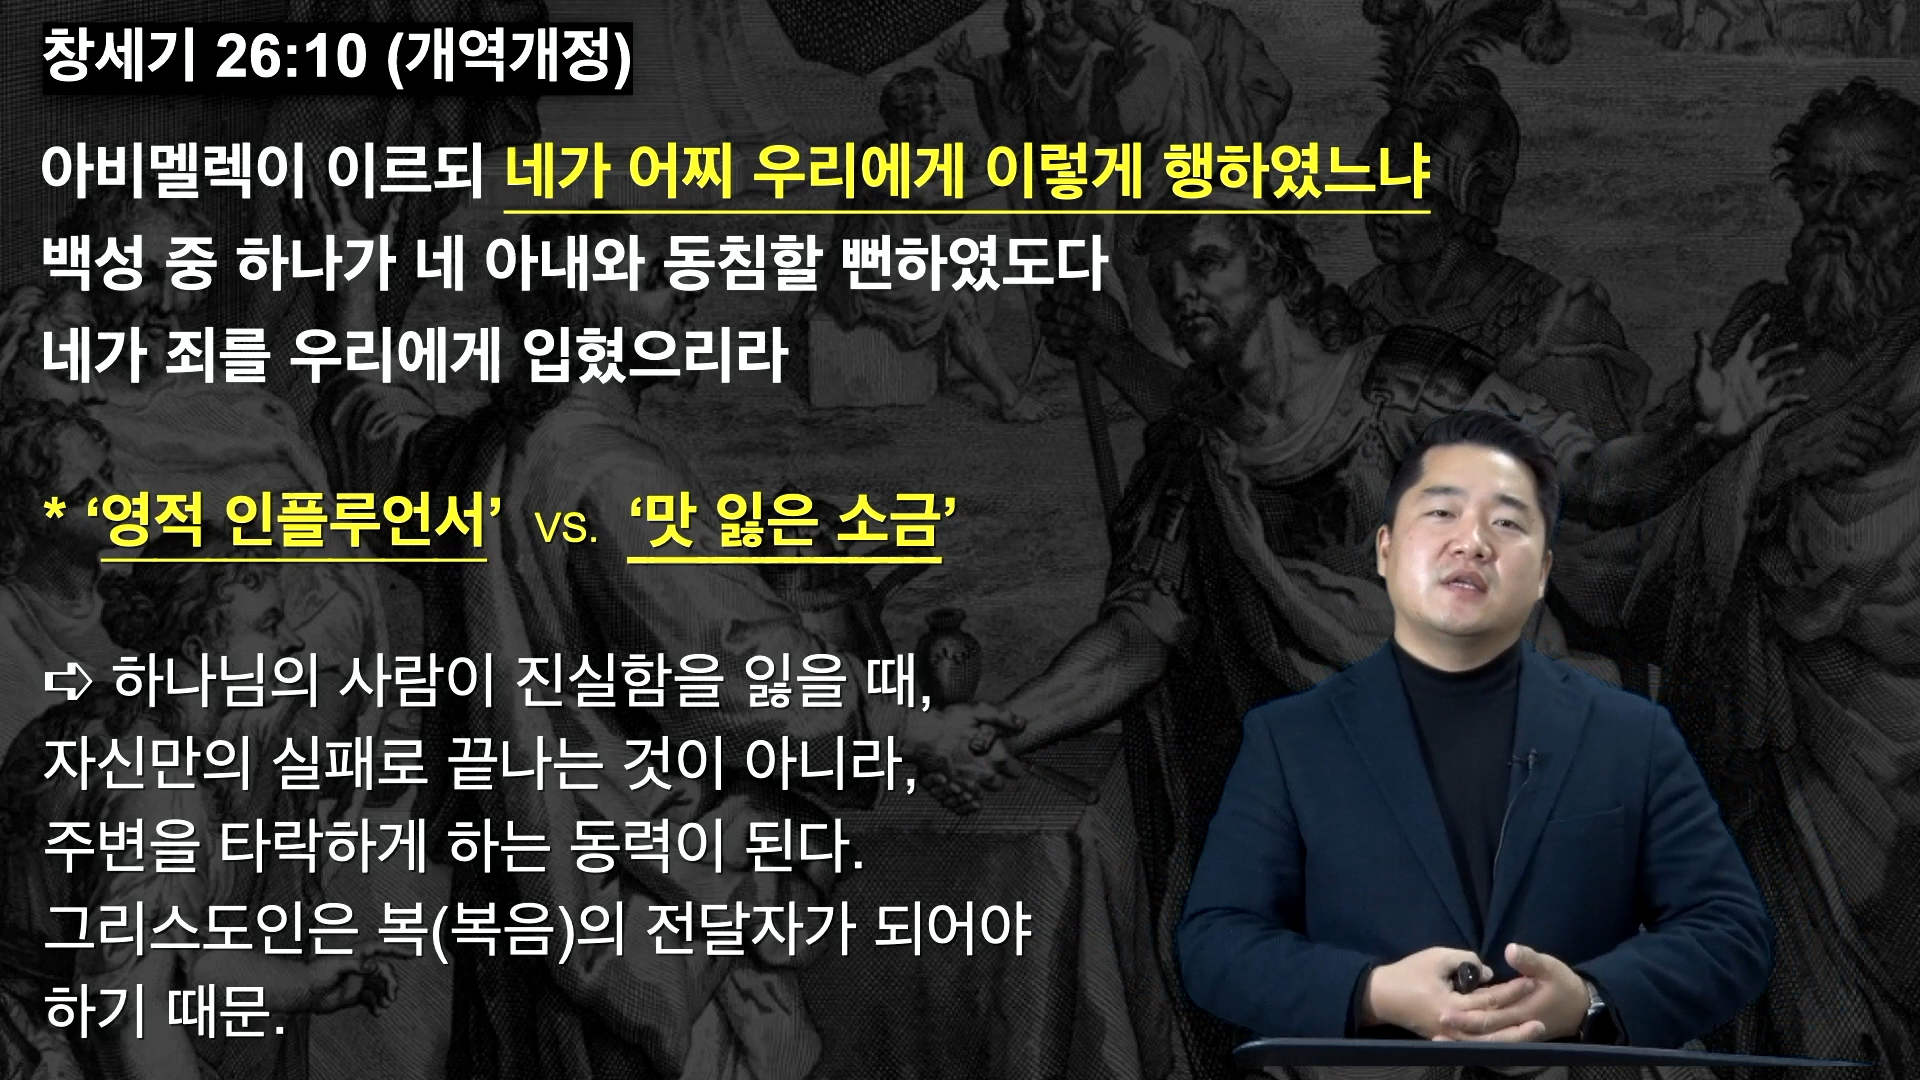 창세기 26:10 (개역개정)
아비멜렉이 이르되 네가 어찌 우리에게 이렇게 행하였느냐
백성 중 하나가 네 아내와 동침할 뻔하였도다
네가 죄를 우리에게 입혔으리라
* ‘영적 인플루언서’ vs. ‘맛 잃은 소금’
➪ 하나님의 사람이 진실함을 잃을 때,
자신만의 실패로 끝나는 것이 아니라,
주변을 타락하게 하는 동력이 된다.
그리스도인은 복(복음)의 전달자가 되어야
하기 때문.